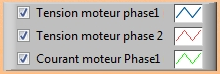 Tension moteur phase1
Tension moteur phase 2
Courant moteur Phase1